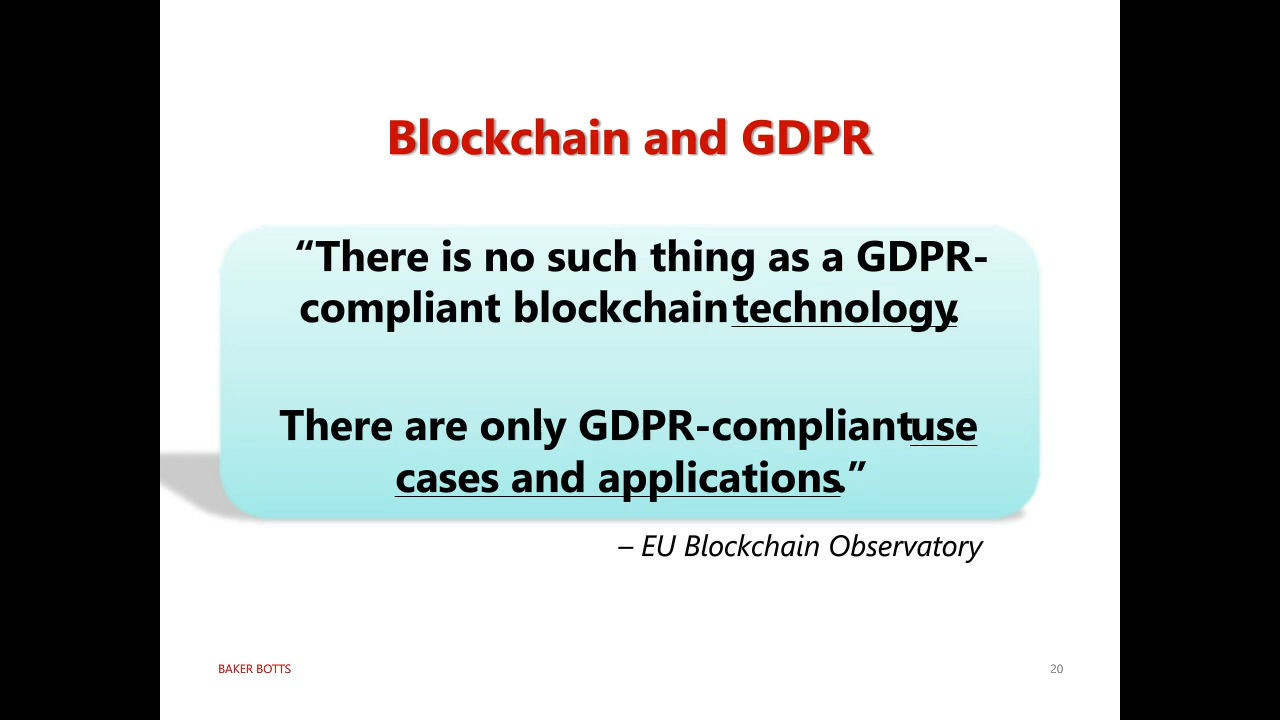 Blockchain and GDPR
“There is no such thing as a GDPR-
compliant blockchain technology.
There are only GDPR-compliant use
cases and applications.”
– EU Blockchain Observatory
BAKER BOTTS
20